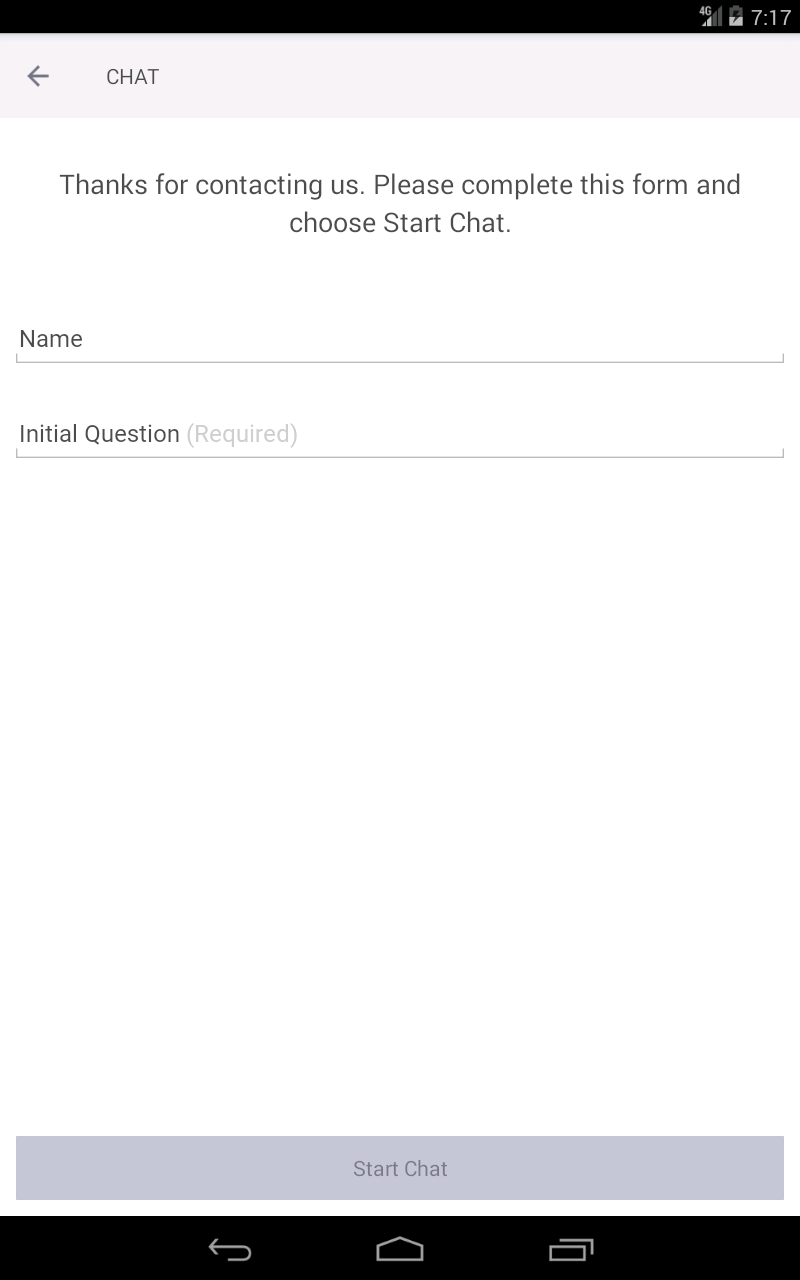 4G 7:17
CHAT
Thanks for contacting us. Please complete this form and
choose Start Chat.
Name
Initial Question (Required)
Start Chat